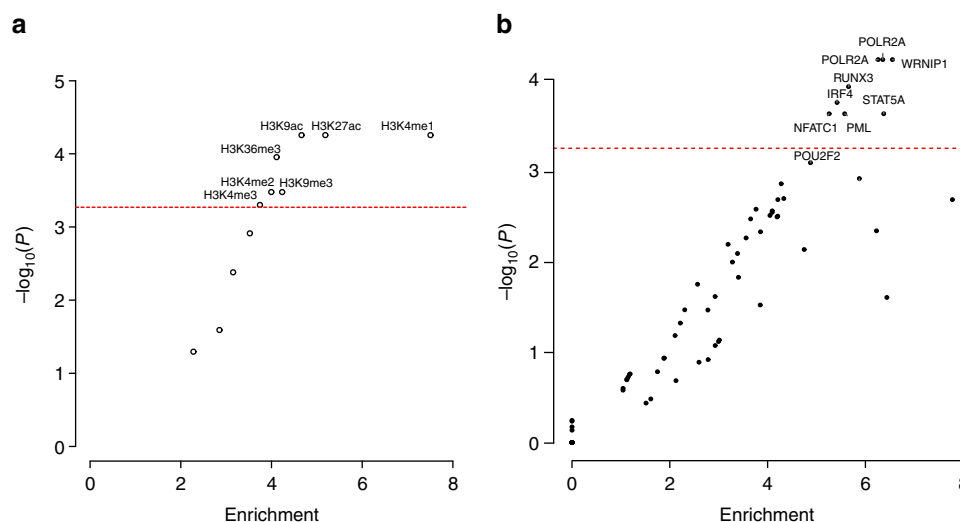 a
5
4
3
2
1
0
−log10(P)
H3K9ac
H3K27ac
H3K4me1
H3K36me3
H3K4me2
H3K9me3
H3K4me3
0
2
4
6
8
Enrichment
b
4
3
2
1
0
−log10(P)
POLR2A
POLR2A
WRNIP1
RUNX3
IRF4
STAT5A
NFATC1
PML
POU2F2
0
2
4
6
8
Enrichment